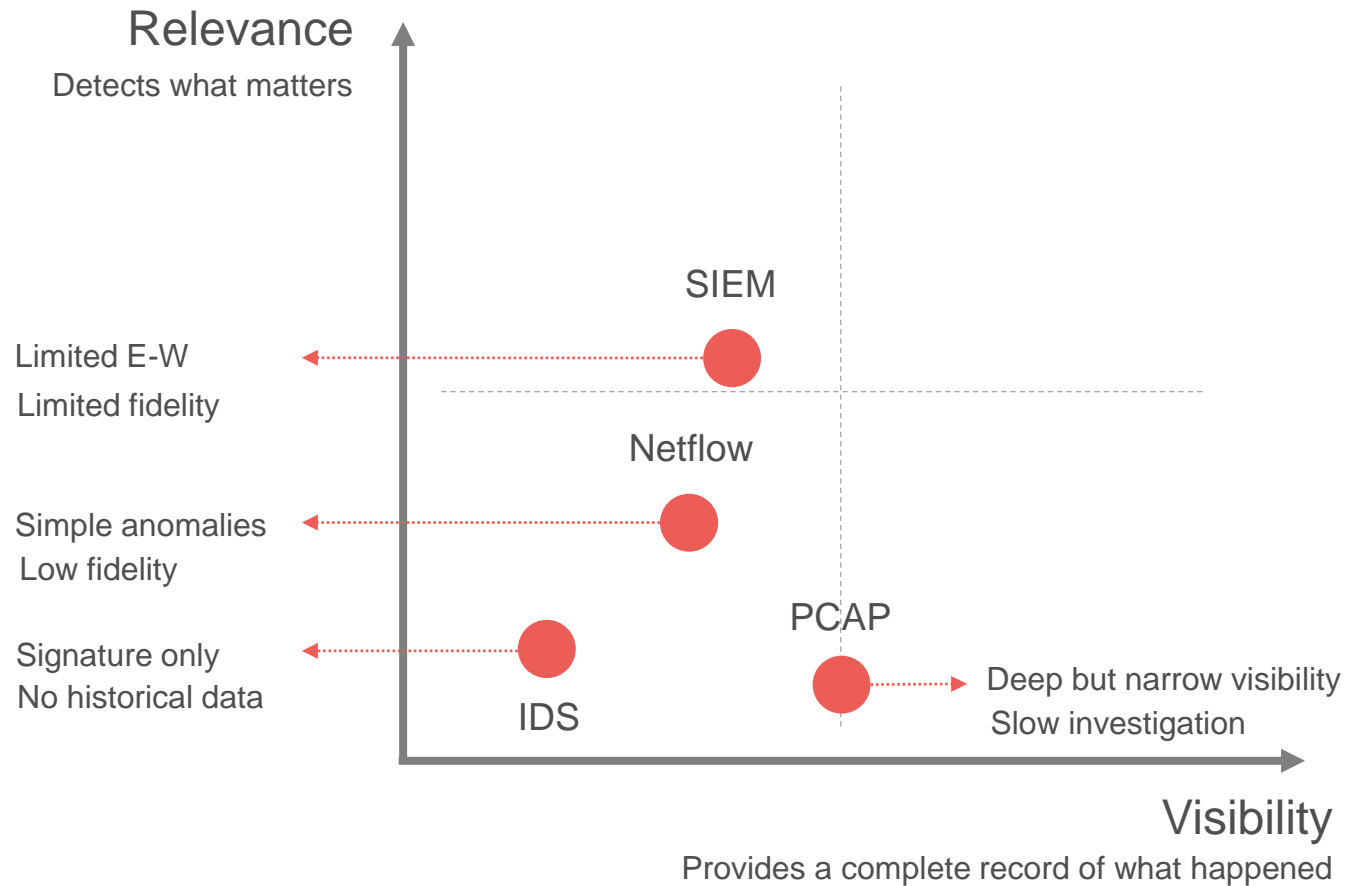 Relevance
Detects what matters
SIEM
Limited E-W
Limited fidelity
Netflow
Simple anomalies
Low fidelity
PCAP
Signature only
No historical data
IDS
Deep but narrow visibility
Slow investigation
Visibility
Provides a complete record of what happened